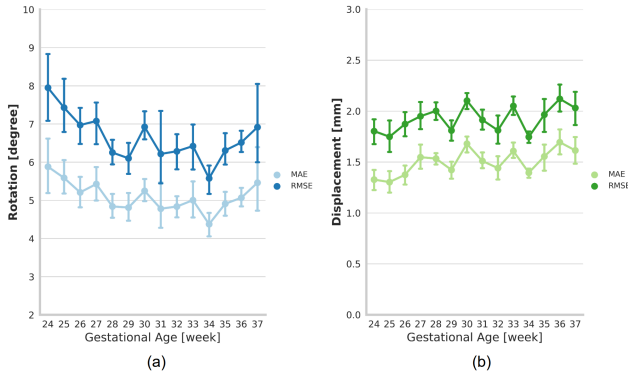 Rotation [degree]
10
9
8
7
6
5
4
3
2
24 25 26 27 28 29 30 31 32 33 34 35 36 37
Gestational Age [week]
MAE
RMSE
(a)
Displacement [mm]
3.0
2.5
2.0
1.5
1.0
0.5
0.0
24 25 26 27 28 29 30 31 32 33 34 35 36 37
Gestational Age [week]
MAE
RMSE
(b)